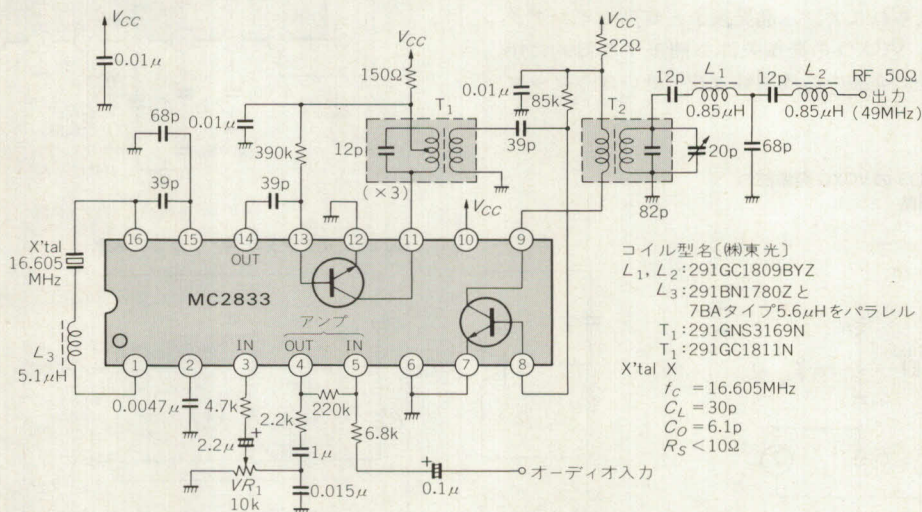 VCC
0.01μ
68p
39p
X'tal
16.605
MHz
L3
5.1μH
16
15
14
13
12
11
10
9
OUT
MC2833
アンプ
IN
OUT
IN
1
2
3
4
5
6
7
8
0.0047μ
4.7k
2.2μ
+
VR1
10k
2.2k
1μ
0.015μ
220k
6.8k
+
0.1μ
オーディオ入力
VCC
150Ω
0.01μ
390k
39p
T1
12p
(×3)
39p
VCC
VCC
22Ω
0.01μ
85k
T2
82p
20p
12p
L1
0.85μH
68p
12p
L2
0.85μH
RF 50Ω
出力
(49MHz)
コイル型名〔㈱東光〕
L1, L2:291GC1809BYZ
L3:291BN1780Zと
7BAタイプ5.6μHをパラレル
T1:291GNS3169N
T1:291GC1811N
X'tal X
fC =16.605MHz
CL =30p
CO =6.1p
RS <10Ω